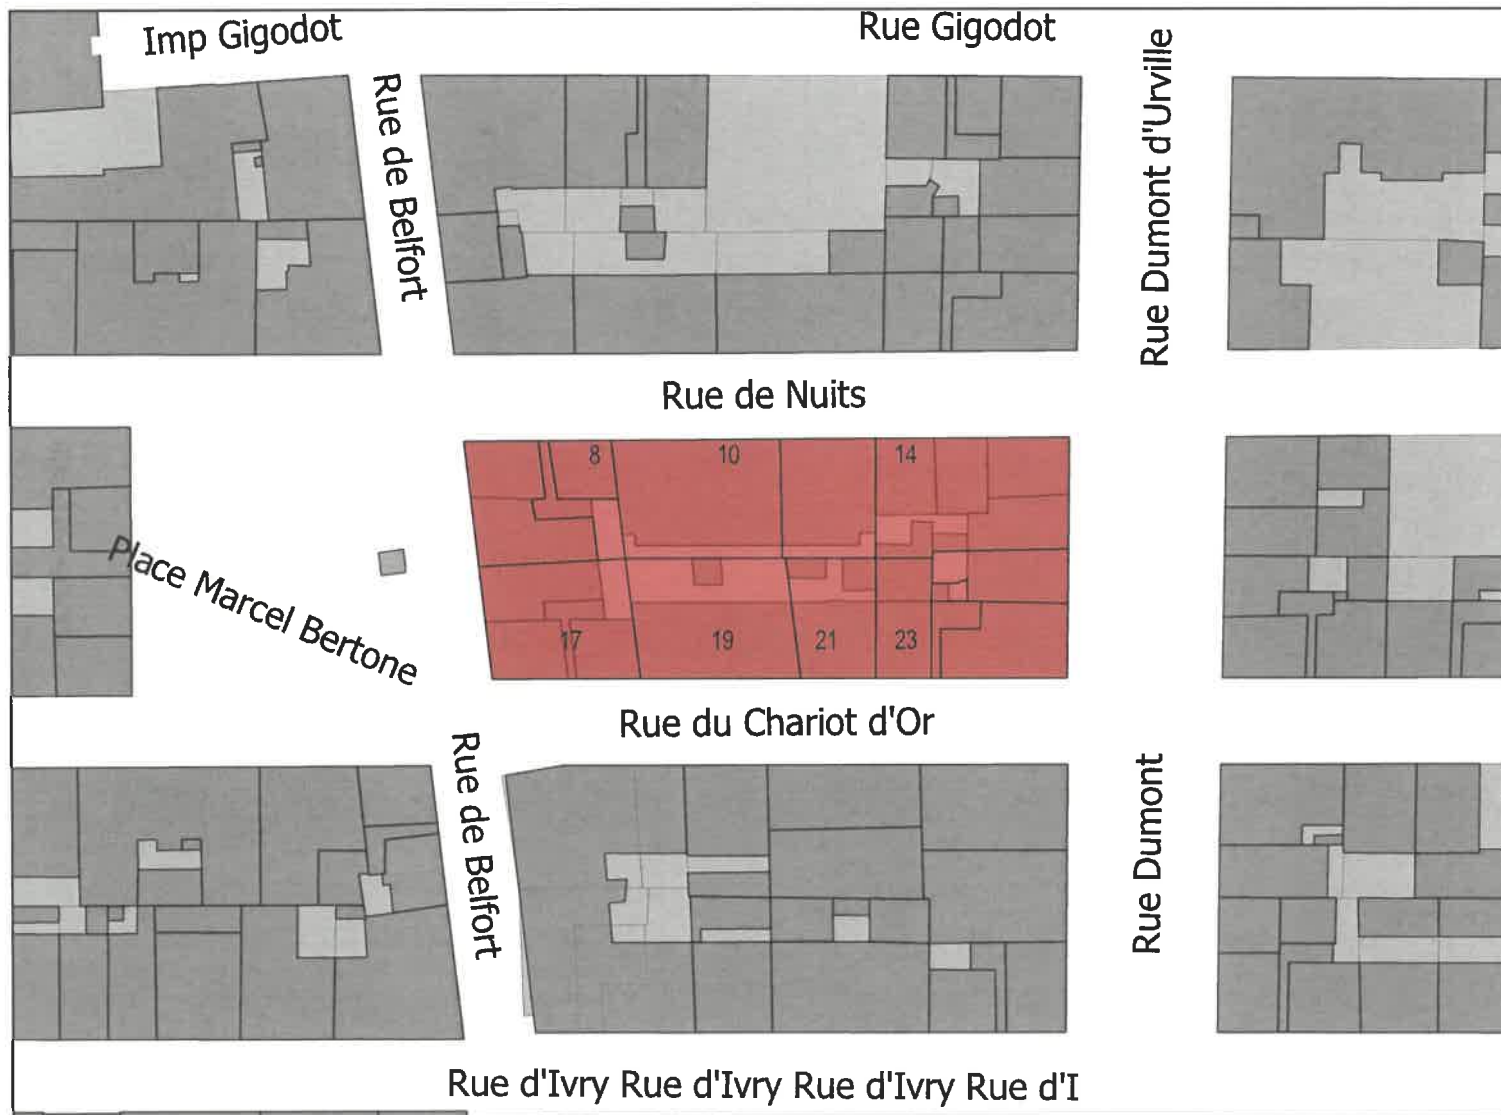 Imp Gigodot
Rue Gigodot
Rue de Belfort
Rue Dumont d'Urville
Rue de Nuits
8
10
14
Place Marcel Bertone
17
19
21
23
Rue du Chariot d'Or
Rue de Belfort
Rue Dumont
Rue d'Ivry Rue d'Ivry Rue d'Ivry Rue d'I